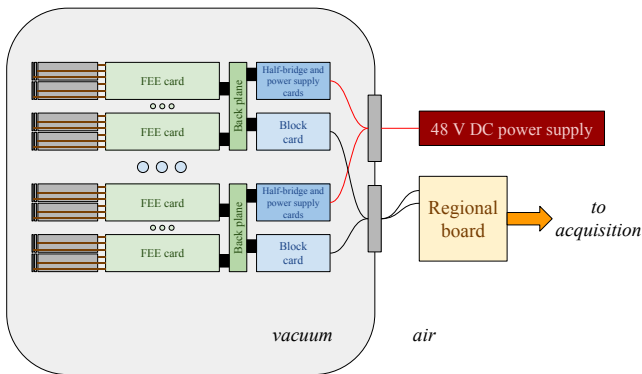 FEE card
Back plane
Half-bridge and
power supply
cards
FEE card
Block
card
48 V DC power supply
FEE card
Back plane
Half-bridge and
power supply
cards
FEE card
Block
card
Regional
board
to
acquisition
vacuum
air